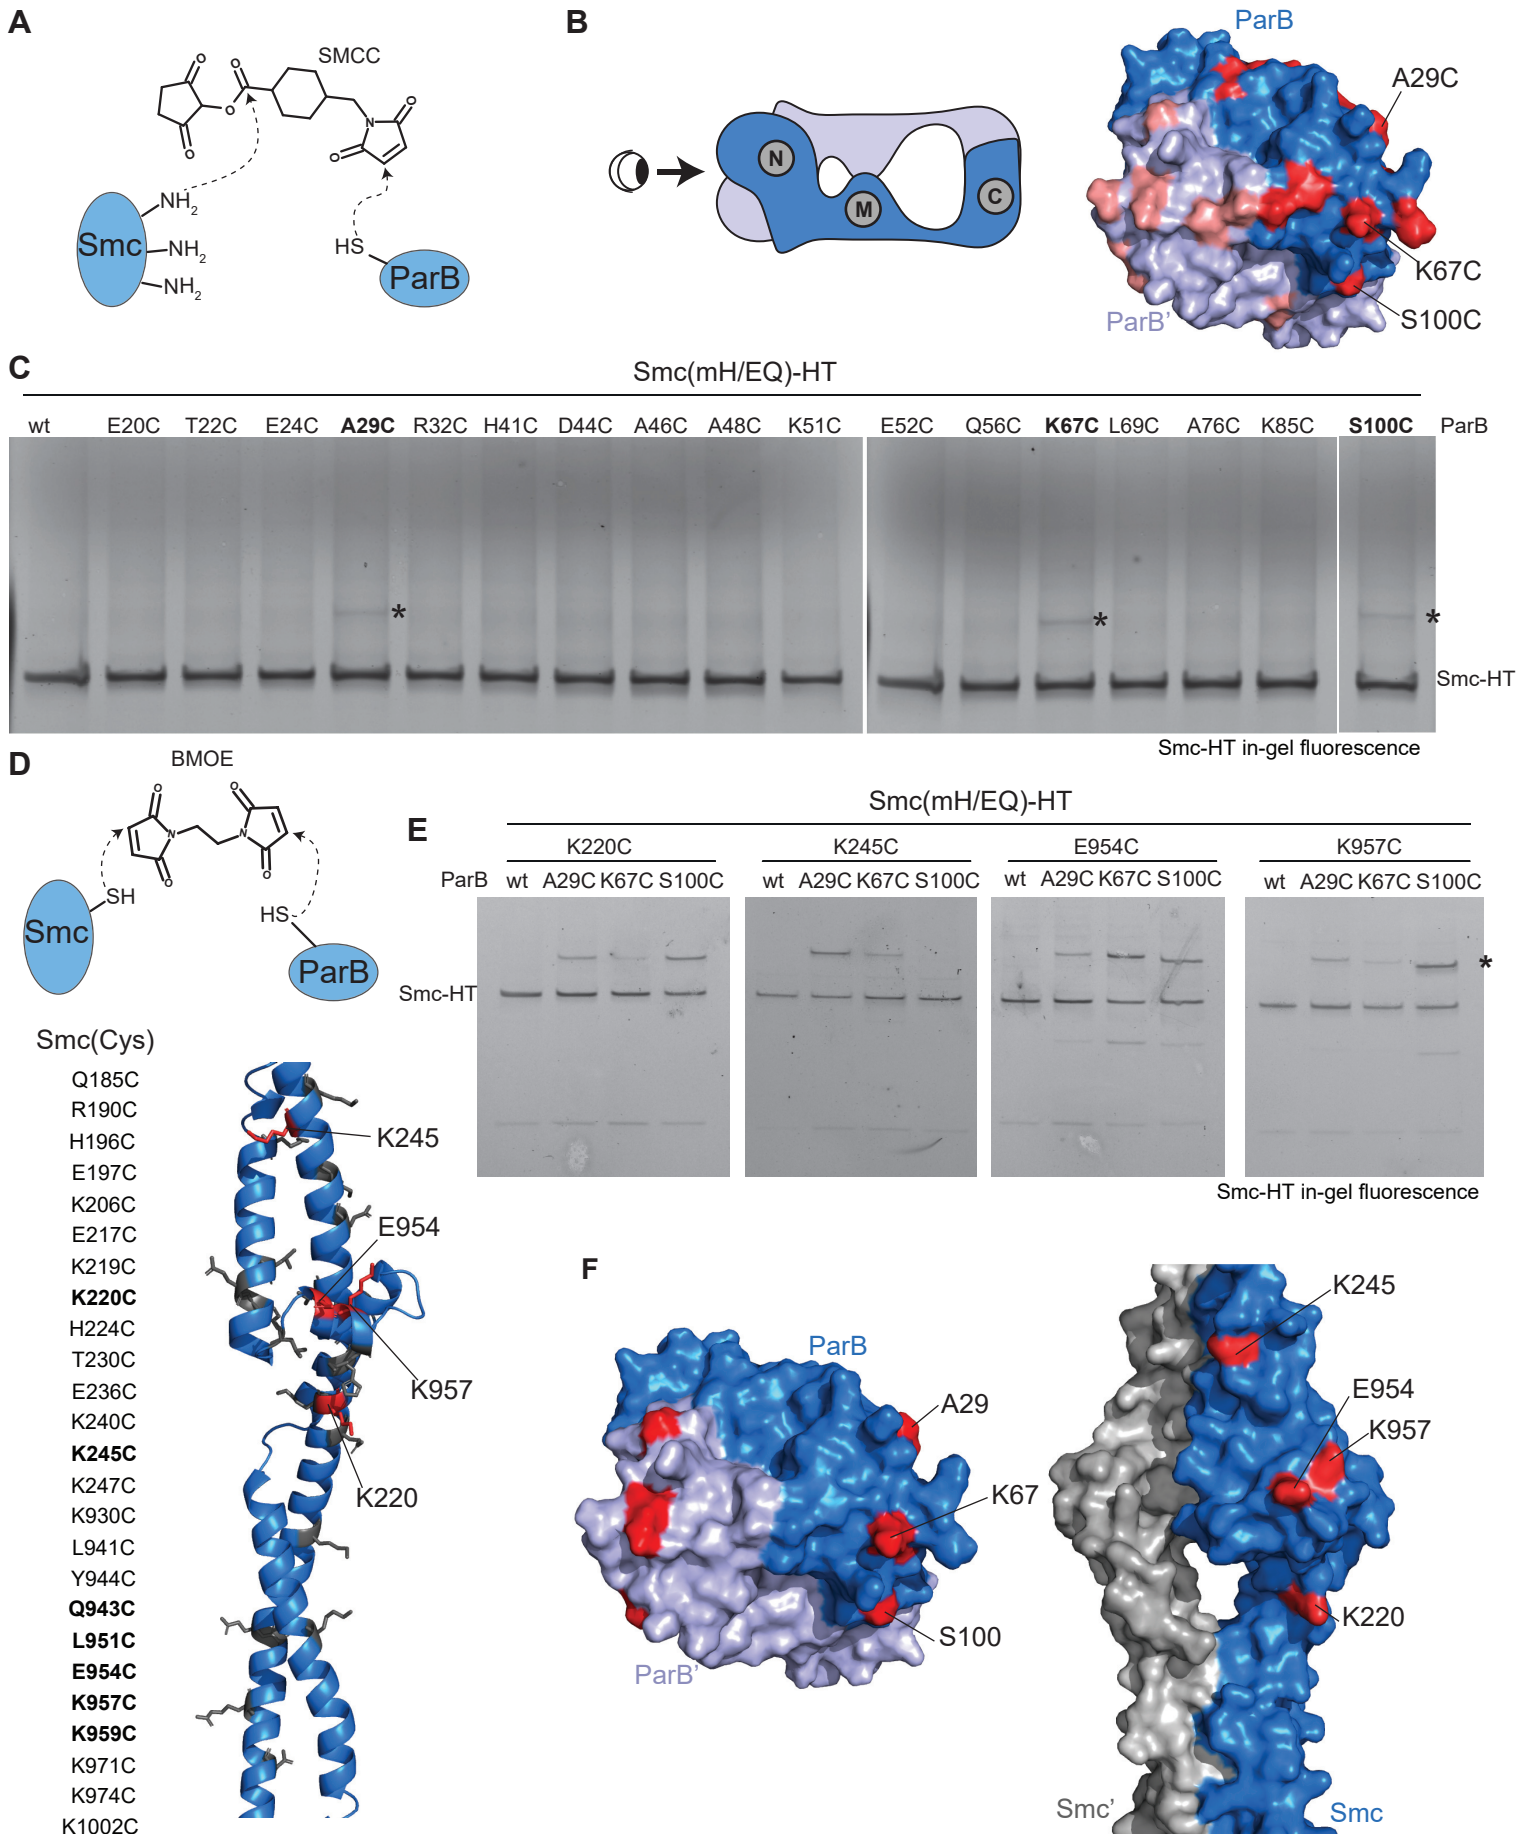 A
SMCC
O
O
O
O
O
N
O
NH2
NH2
NH2
Smc
HS
ParB
B
N
M
C
ParB
A29C
K67C
S100C
ParB’
C
Smc(mH/EQ)-HT
wt E20C T22C E24C A29C R32C H41C D44C A46C A48C K51C E52C Q56C K67C L69C A76C K85C S100C ParB
*
*
*
Smc-HT
Smc-HT in-gel fluorescence
D
BMOE
O
O
N
N
O
O
SH
HS
Smc
ParB
Smc(Cys)
Q185C
R190C
H196C
E197C
K206C
E217C
K219C
K220C
H224C
T230C
E236C
K240C
K245C
K247C
K930C
L941C
Y944C
Q943C
L951C
E954C
K957C
K959C
K971C
K974C
K1002C
K245
E954
K957
K220
E
Smc(mH/EQ)-HT
K220C K245C E954C K957C
ParB wt A29C K67C S100C wt A29C K67C S100C wt A29C K67C S100C wt A29C K67C S100C
*
Smc-HT
Smc-HT in-gel fluorescence
F
ParB
A29
K67
S100
ParB’
K245
E954
K957
K220
Smc’
Smc